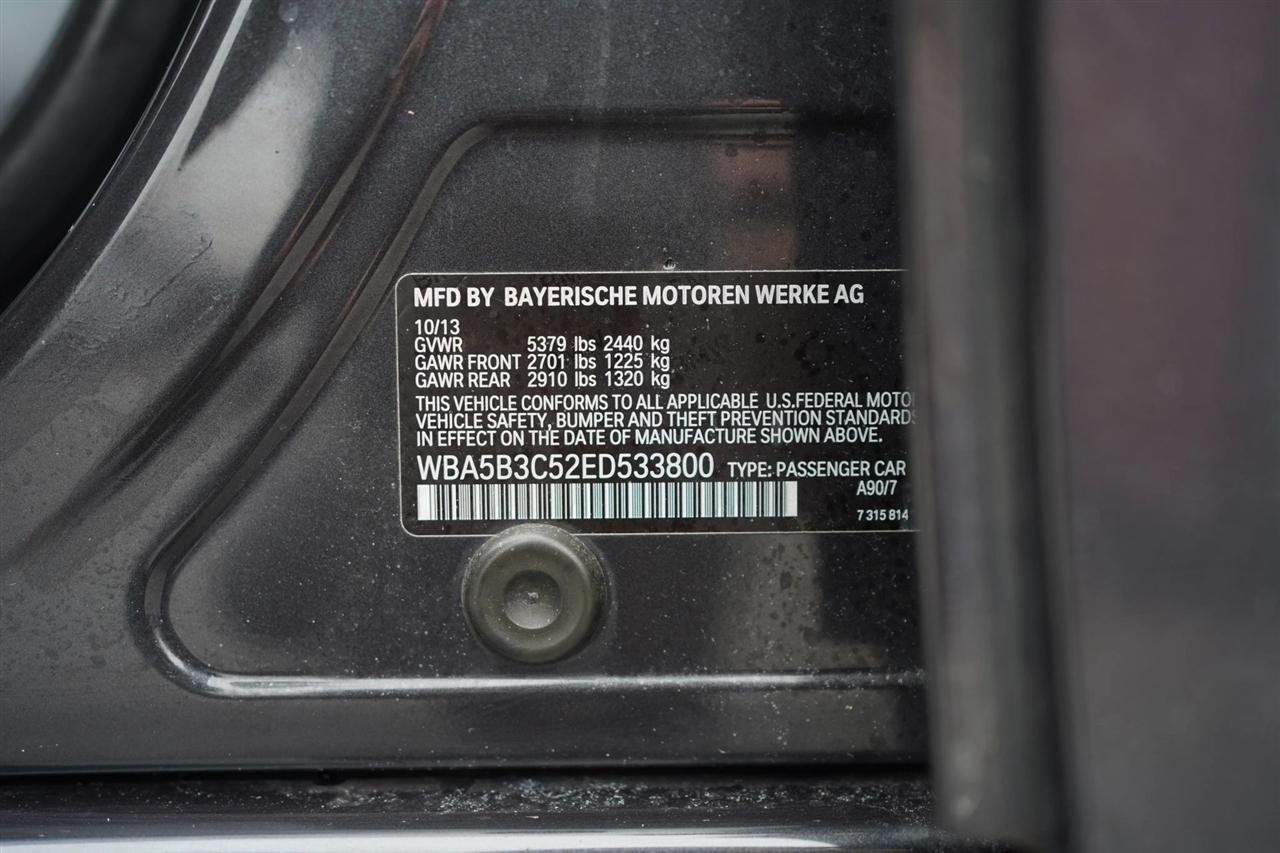 MFD BY BAYERISCHE MOTOREN WERKE AG
10/13
GVWR 5379 lbs 2440 kg
GAWR FRONT 2701 lbs 1225 kg
GAWR REAR 2910 lbs 1320 kg
THIS VEHICLE CONFORMS TO ALL APPLICABLE U.S.FEDERAL MOTO
VEHICLE SAFETY, BUMPER AND THEFT PREVENTION STANDARDS
IN EFFECT ON THE DATE OF MANUFACTURE SHOWN ABOVE.
WBA5B3C52ED533800 TYPE: PASSENGER CAR
A90/7
7 315 814